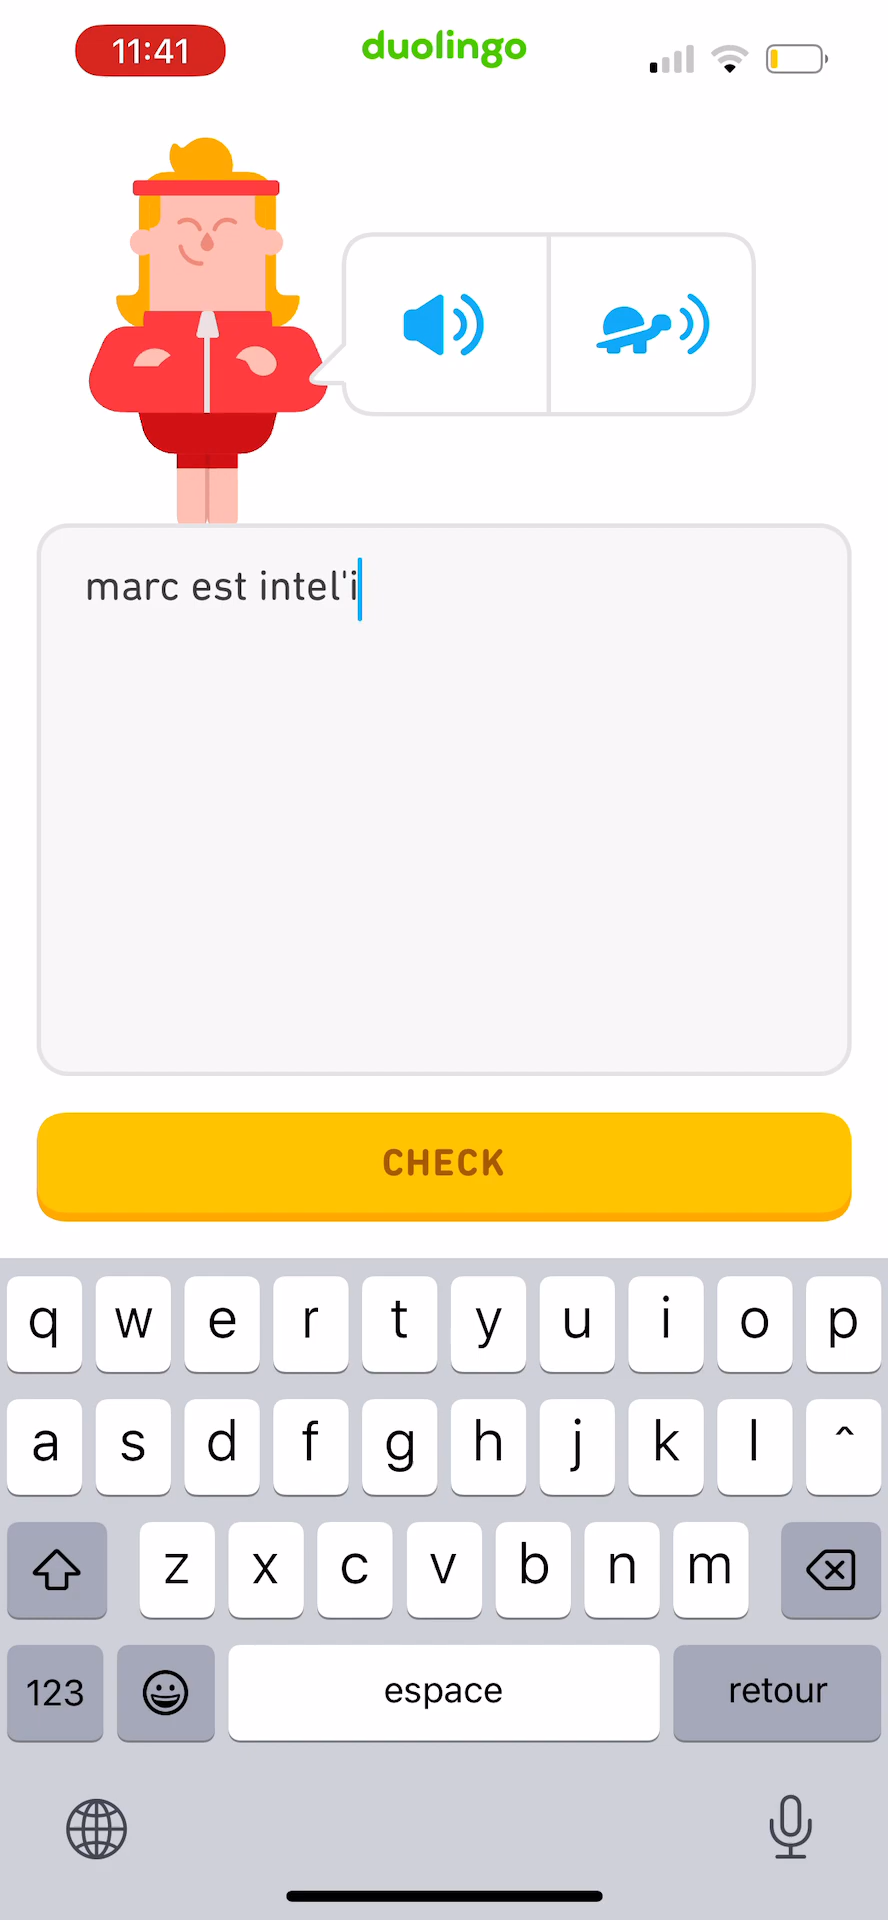 11:41
duolingo
marc est intel'i
CHECK
q w e r t y u i o p
a s d f g h j k l ^
z x c v b n m
123 espace retour